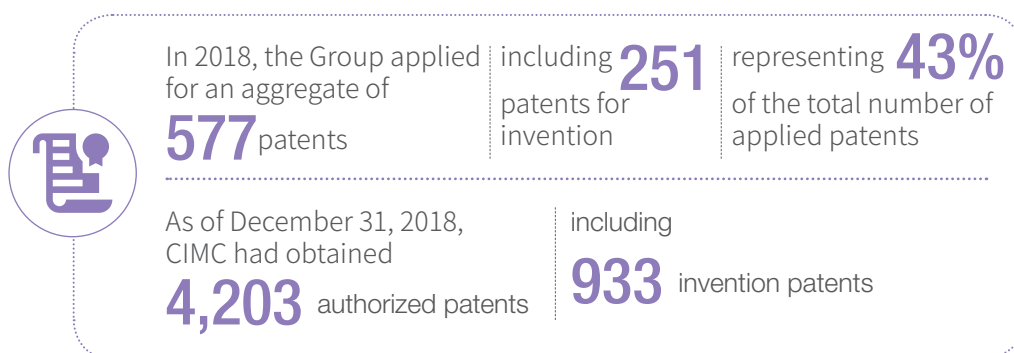 In 2018, the Group applied
for an aggregate of
577 patents
including 251
patents for
invention
representing 43%
of the total number of
applied patents
As of December 31, 2018,
CIMC had obtained
4,203 authorized patents
including
933 invention patents